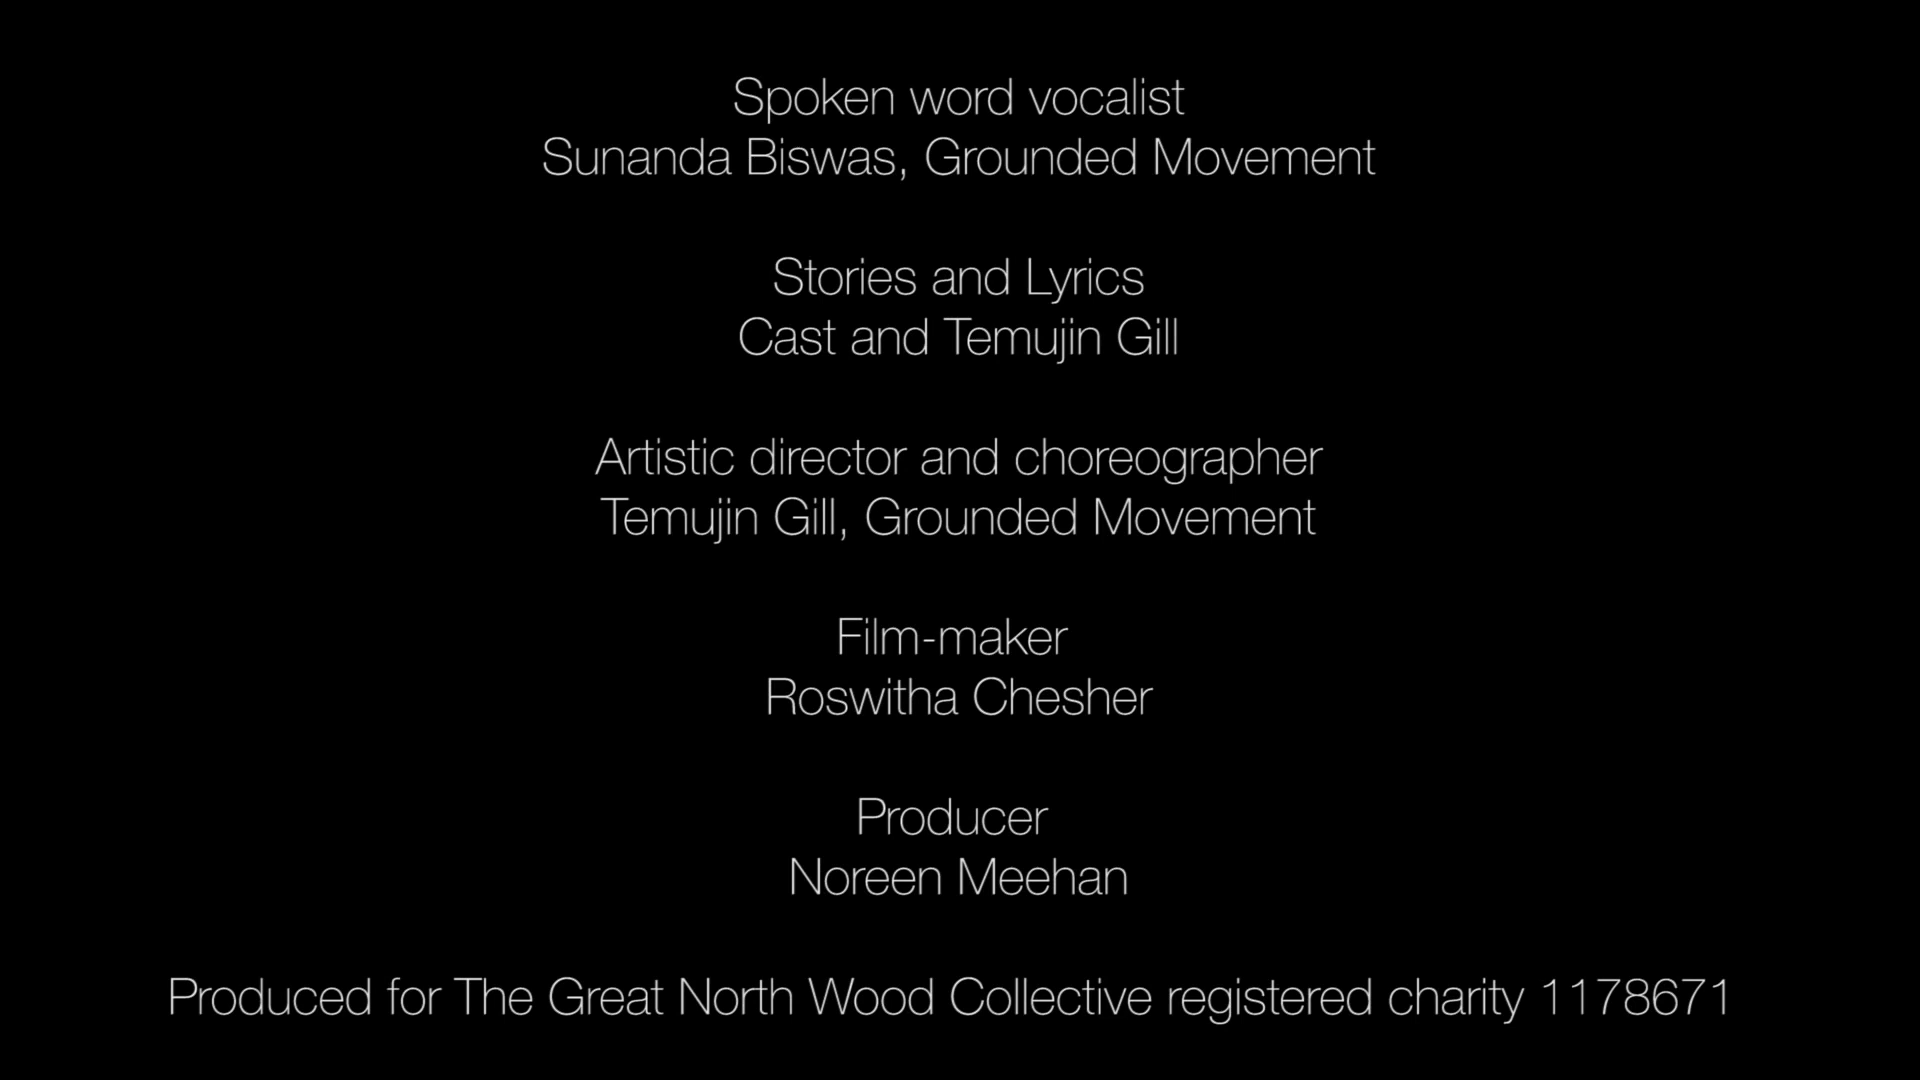 Spoken word vocalist
Sunanda Biswas, Grounded Movement
Stories and Lyrics
Cast and Temujin Gill
Artistic director and choreographer
Temujin Gill, Grounded Movement
Film-maker
Roswitha Chesher
Producer
Noreen Meehan
Produced for The Great North Wood Collective registered charity 1178671